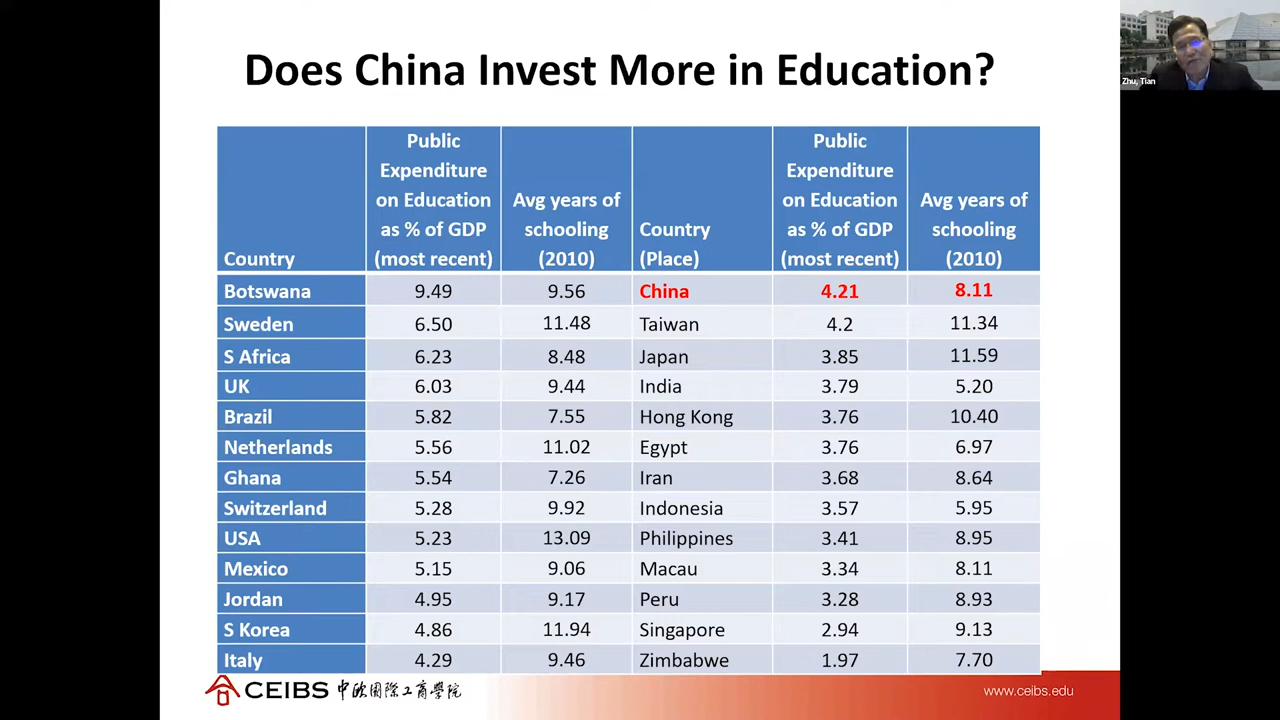 Does China Invest More in Education?
Zhu, Tian
Country
Public
Expenditure
on Education
as % of GDP
(most recent)
Avg years of
schooling
(2010)
Country
(Place)
Public
Expenditure
on Education
as % of GDP
(most recent)
Avg years of
schooling
(2010)
Botswana 9.49 9.56 China 4.21 8.11
Sweden 6.50 11.48 Taiwan 4.2 11.34
S Africa 6.23 8.48 Japan 3.85 11.59
UK 6.03 9.44 India 3.79 5.20
Brazil 5.82 7.55 Hong Kong 3.76 10.40
Netherlands 5.56 11.02 Egypt 3.76 6.97
Ghana 5.54 7.26 Iran 3.68 8.64
Switzerland 5.28 9.92 Indonesia 3.57 5.95
USA 5.23 13.09 Philippines 3.41 8.95
Mexico 5.15 9.06 Macau 3.34 8.11
Jordan 4.95 9.17 Peru 3.28 8.93
S Korea 4.86 11.94 Singapore 2.94 9.13
Italy 4.29 9.46 Zimbabwe 1.97 7.70
CEIBS 中欧國際工商學院
www.ceibs.edu